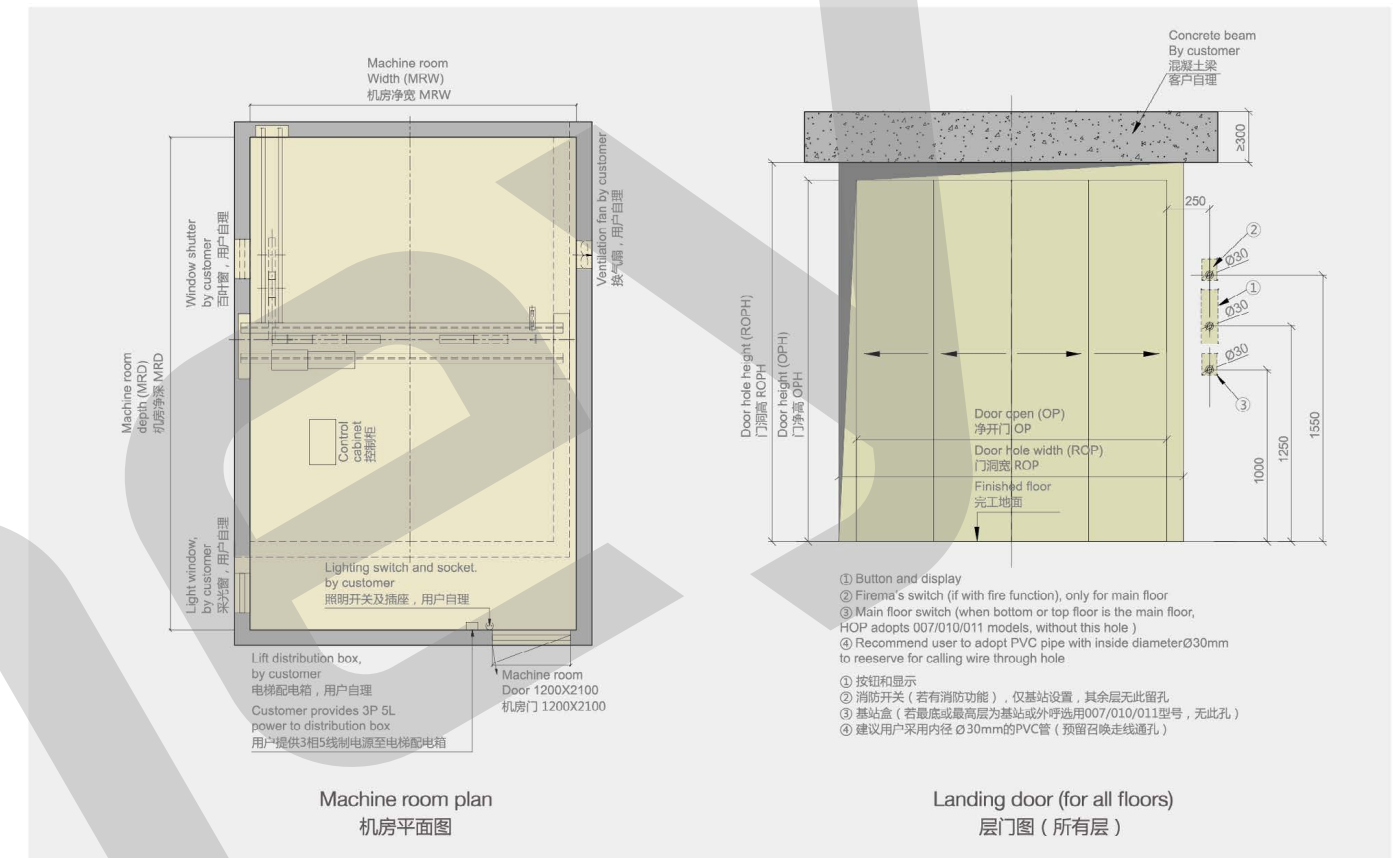 Machine room
Width (MRW)
机房净宽 MRW
Window shutter
by customer
百叶窗，用户自理
Ventilation fan by customer
换气扇，用户自理
Machine room
depth (MRD)
机房净深 MRD
Control
cabinet
控制柜
Light window,
by customer
采光窗，用户自理
Lighting switch and socket.
by customer
照明开关及插座，用户自理
Lift distribution box,
by customer
电梯配电箱，用户自理
Customer provides 3P 5L
power to distribution box
用户提供3相5线制电源至电梯配电箱
Machine room
Door 1200X2100
机房门 1200X2100
Machine room plan
机房平面图
Concrete beam
By customer
混凝土梁
客户自理
≥300
250
②
Ø30
①
Ø30
Ø30
③
Door hole height (ROPH)
门洞高 ROPH
Door height (OPH)
门净高 OPH
Door open (OP)
净开门 OP
Door hole width (ROP)
门洞宽 ROP
Finished floor
完工地面
1000
1250
1550
① Button and display
② Firema's switch (if with fire function), only for main floor
③ Main floor switch (when bottom or top floor is the main floor,
HOP adopts 007/010/011 models, without this hole )
④ Recommend user to adopt PVC pipe with inside diameterØ30mm
to reeserve for calling wire through hole
① 按钮和显示
② 消防开关（若有消防功能），仅基站设置，其余层无此留孔
③ 基站盒（若最底或最高层为基站或外呼选用007/010/011型号，无此孔）
④ 建议用户采用内径 Ø30mm的PVC管（预留召唤走线通孔）
Landing door (for all floors)
层门图（所有层）